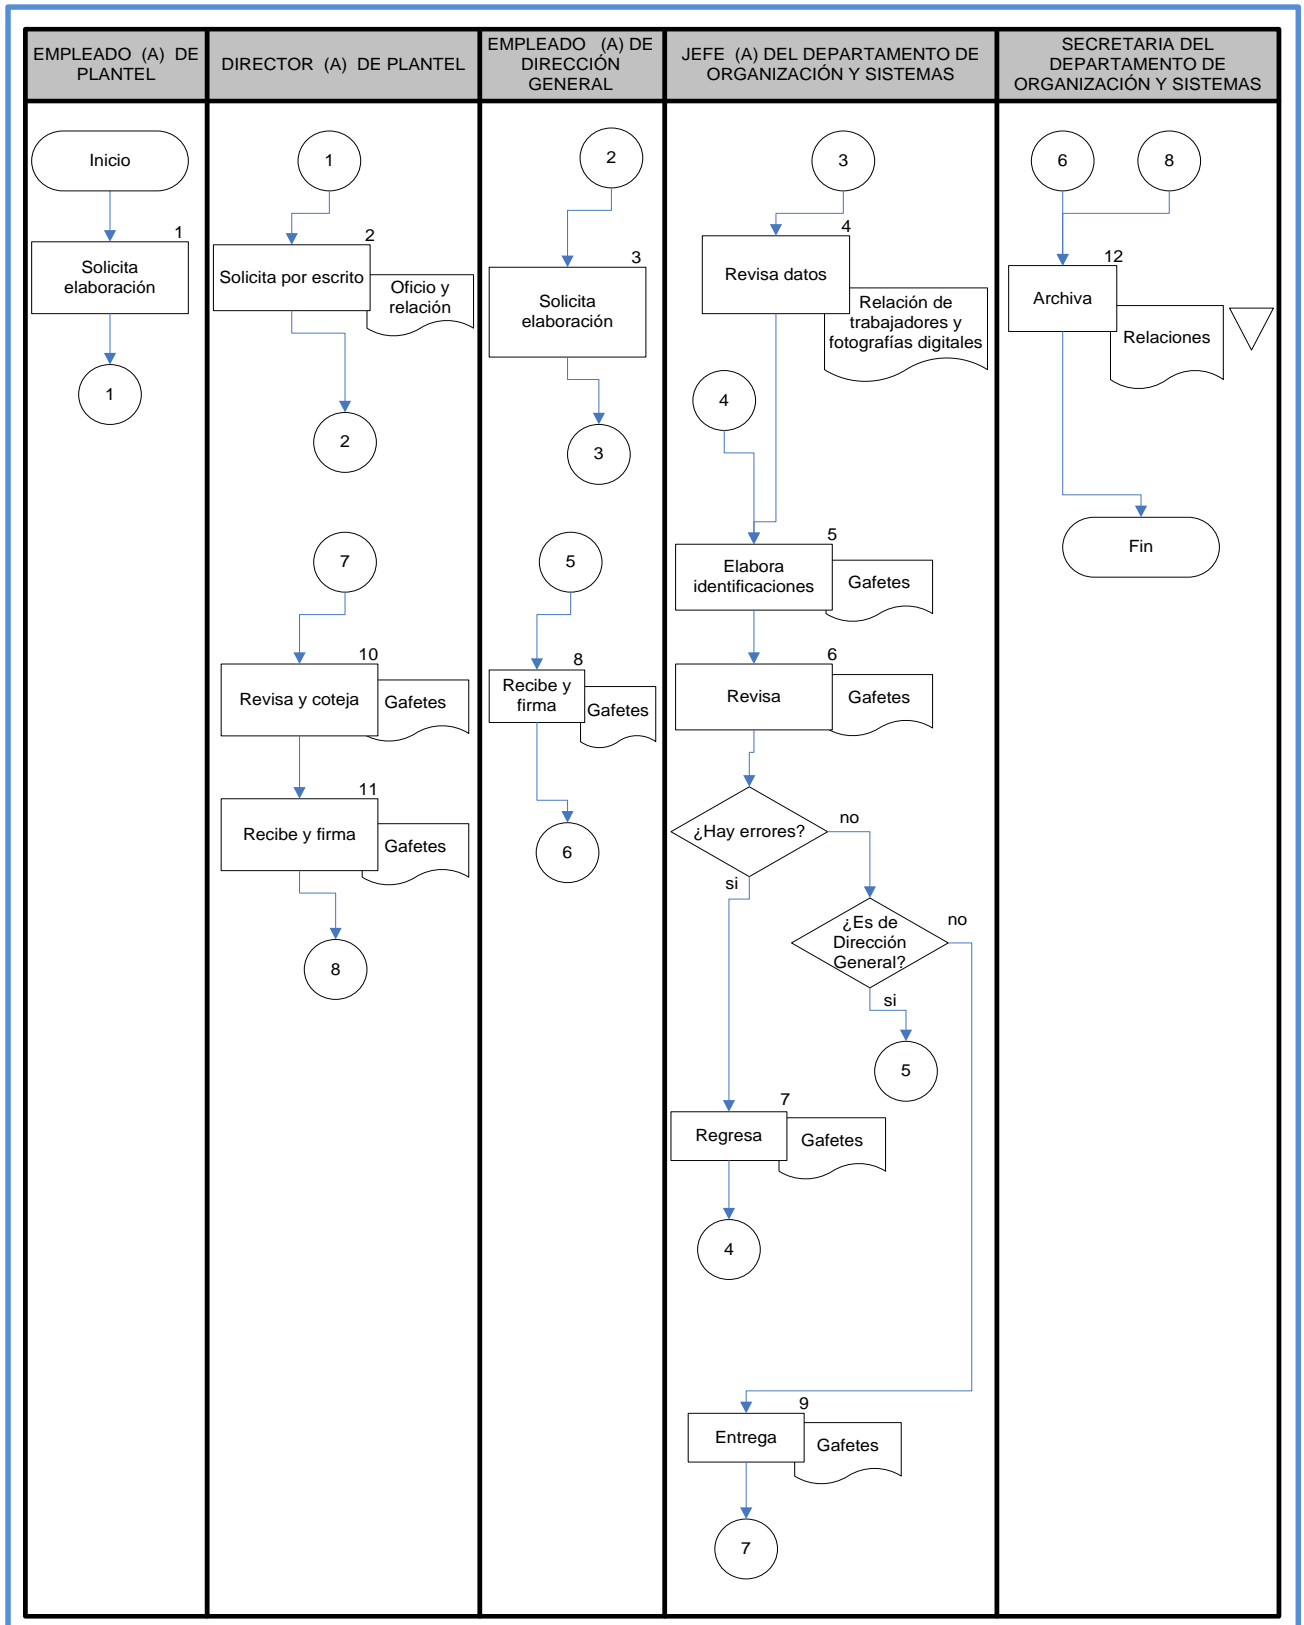 EMPLEADO (A) DE
PLANTEL
DIRECTOR (A) DE PLANTEL
EMPLEADO (A) DE
DIRECCIÓN
GENERAL
JEFE (A) DEL DEPARTAMENTO DE
ORGANIZACIÓN Y SISTEMAS
SECRETARIA DEL
DEPARTAMENTO DE
ORGANIZACIÓN Y SISTEMAS
Inicio
1
Solicita
elaboración
1
1
2
Solicita por escrito
Oficio y
relación
2
7
10
Revisa y coteja
Gafetes
11
Recibe y firma
Gafetes
8
2
3
Solicita
elaboración
3
5
8
Recibe y
firma
Gafetes
6
3
4
Revisa datos
Relación de
trabajadores y
fotografías digitales
4
5
Elabora
identificaciones
Gafetes
6
Revisa
Gafetes
¿Hay errores?
no
si
¿Es de
Dirección
General?
no
si
5
7
Regresa
Gafetes
4
9
Entrega
Gafetes
7
6
8
12
Archiva
Relaciones
Fin